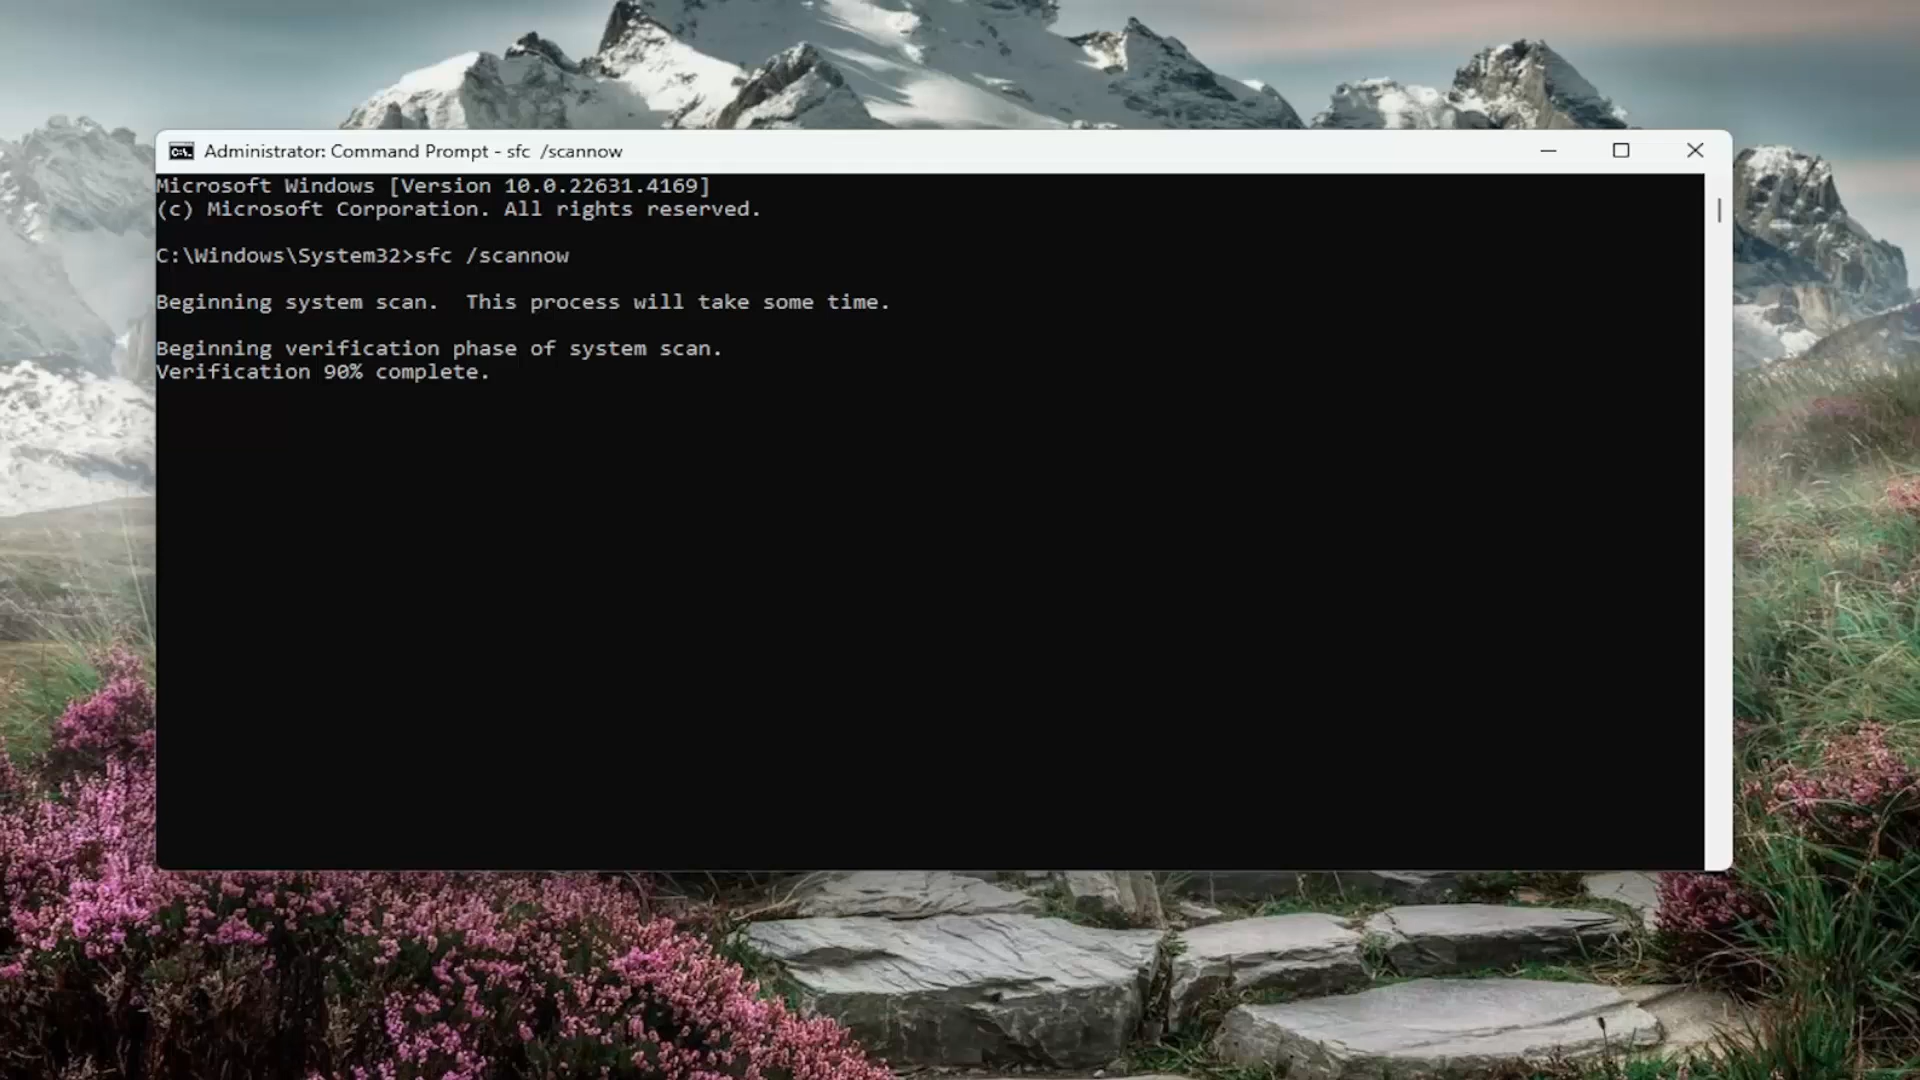 Administrator: Command Prompt - sfc  /scannow
Microsoft Windows [Version 10.0.22631.4169]
(c) Microsoft Corporation. All rights reserved.
C:\Windows\System32>sfc /scannow
Beginning system scan.  This process will take some time.
Beginning verification phase of system scan.
Verification 90% complete.